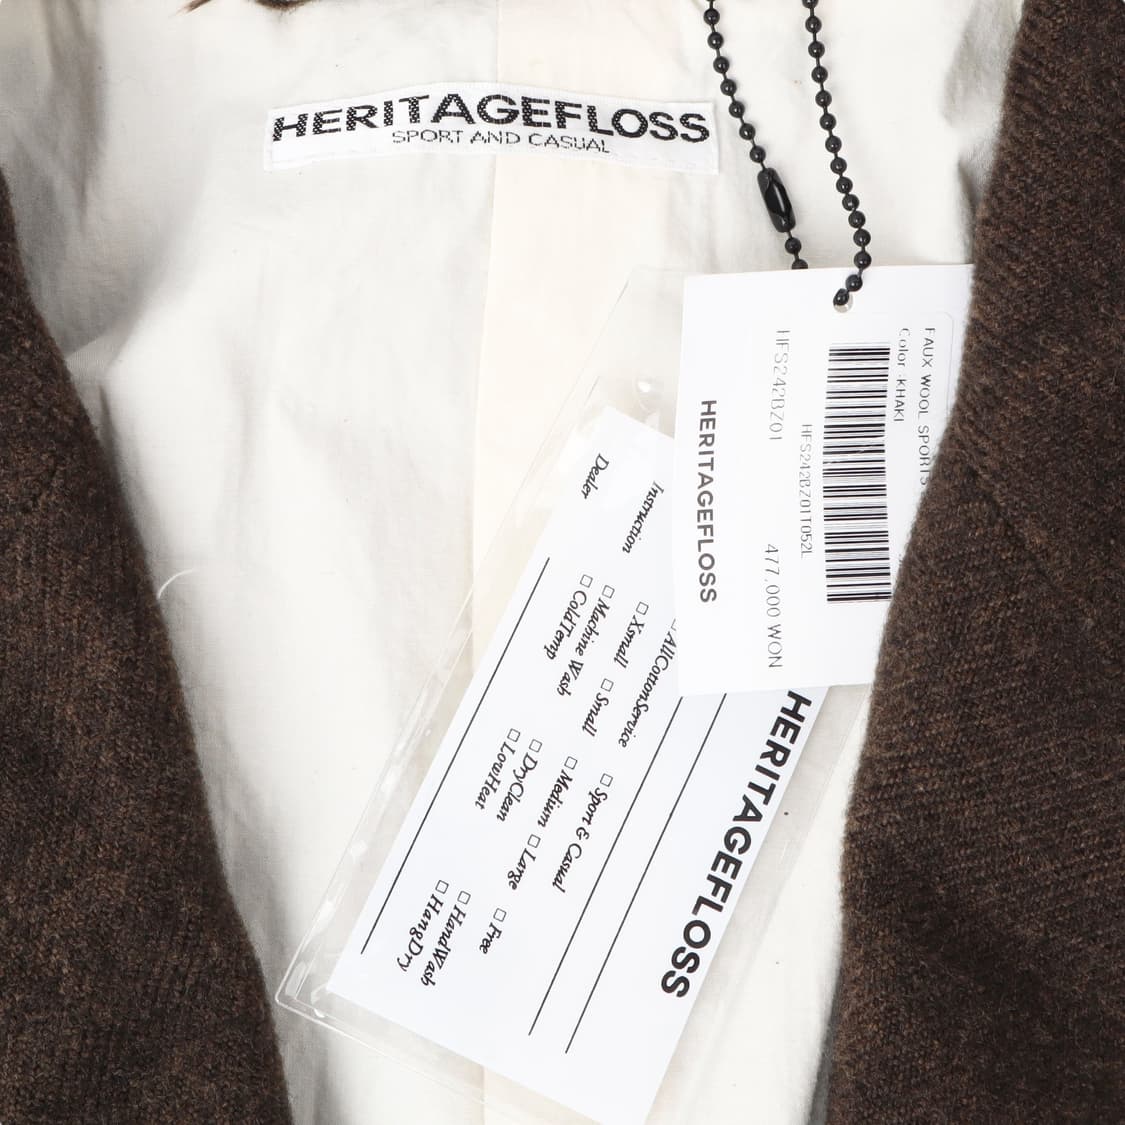 HERITAGEFLOSS
SPORT AND CASUAL
FAUX WOOL SPORTS
Color :KHAKI
HFS242BZ01T052L
HFS242BZ01
477,000 WON
HERITAGEFLOSS
HERITAGEFLOSS
□ AllCottonService □ Sport & Casual
□ Xsmall □ Small □ Medium □ Large □ Free
Instruction □ Machine Wash □ DryClean □ HandWash
□ ColdTemp □ LowHeat □ HangDry
Dealer